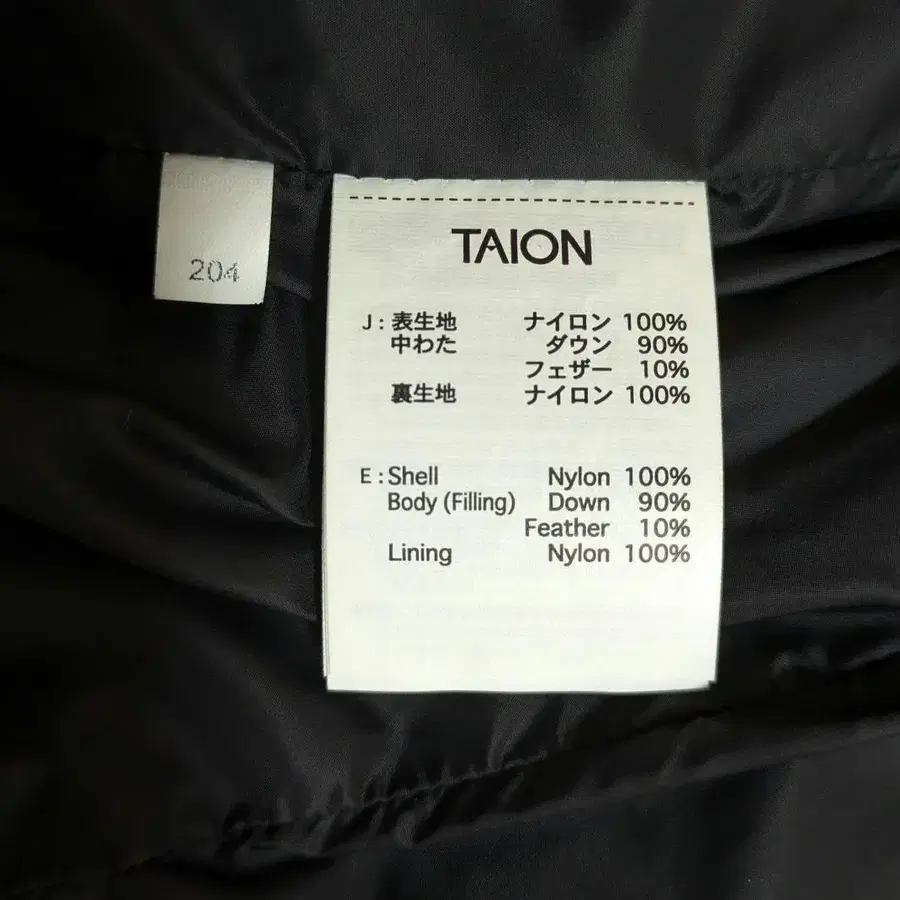 204
TAION
J : 表生地 ナイロン 100%
中わた ダウン 90%
フェザー 10%
裏生地 ナイロン 100%
E : Shell Nylon 100%
Body (Filling) Down 90%
Feather 10%
Lining Nylon 100%